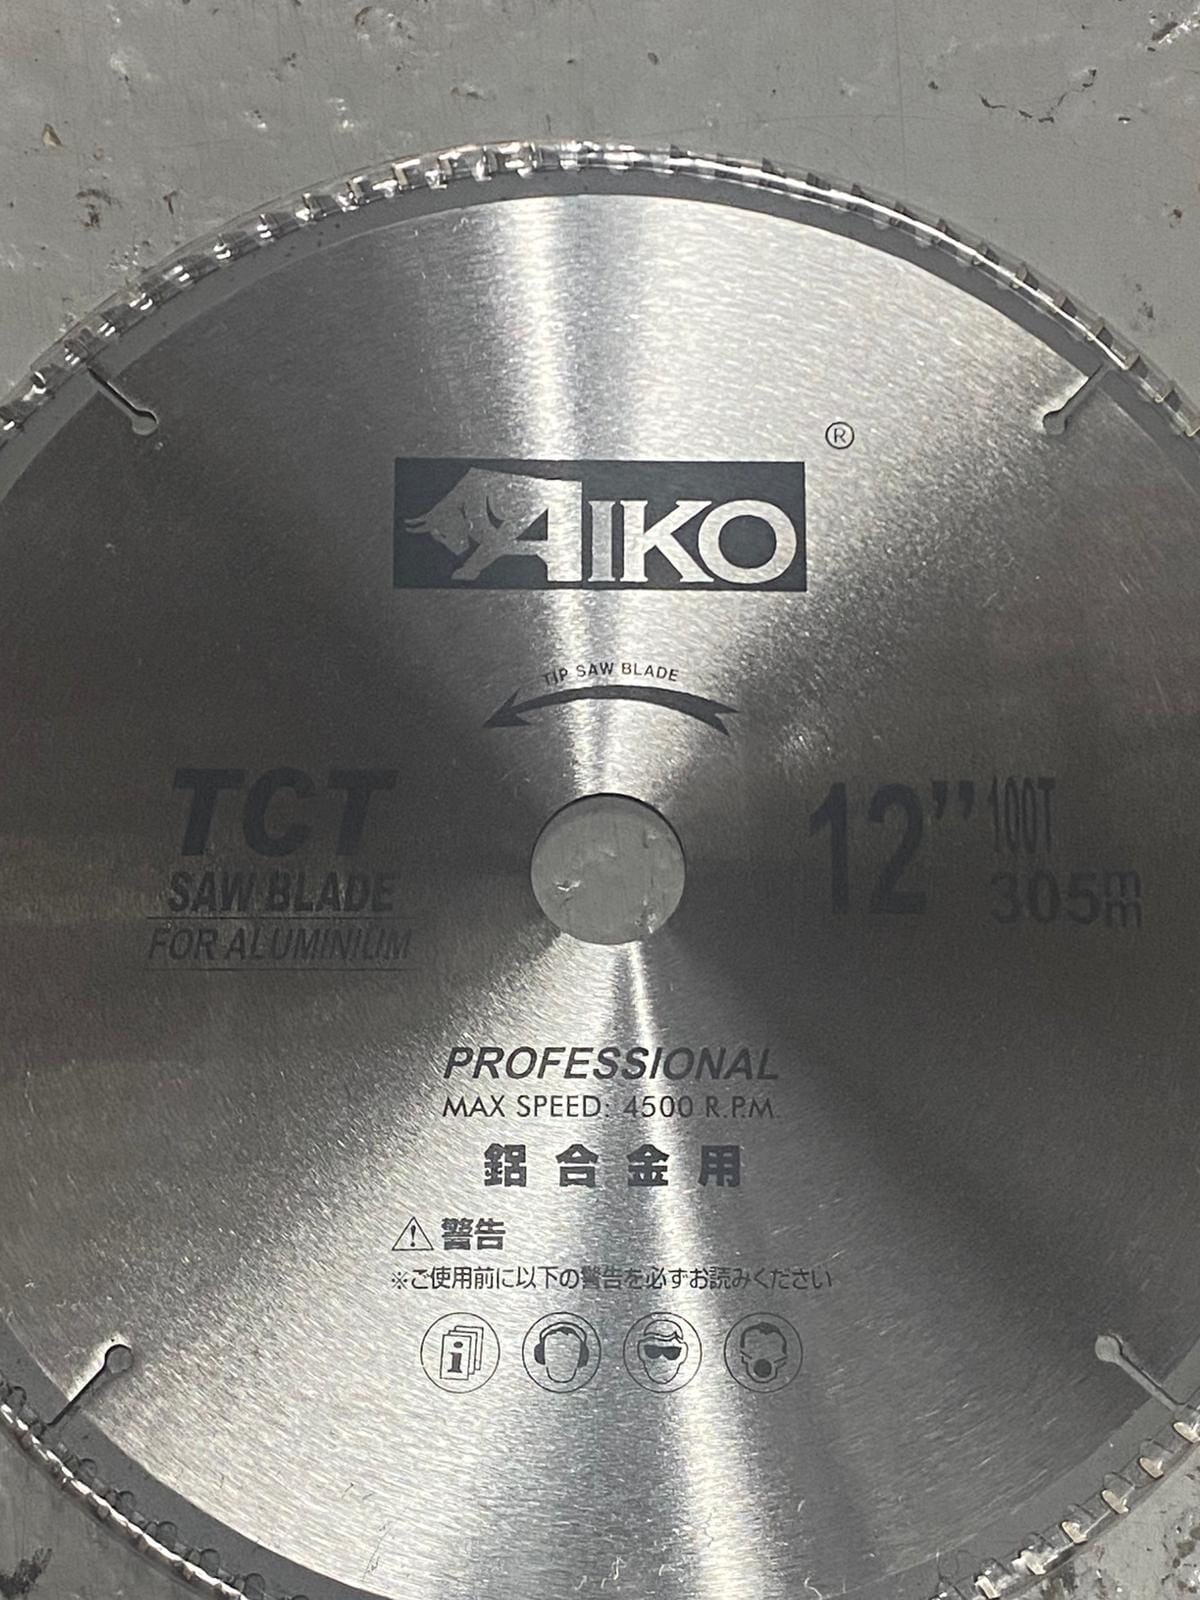 ®
AIKO
TIP SAW BLADE
TCT
SAW BLADE
FOR ALUMINIUM
12” 100T
305mm
PROFESSIONAL
MAX SPEED: 4500 R.P.M.
鋁合金用
警告
※ご使用前に以下の警告を必ずお読みください